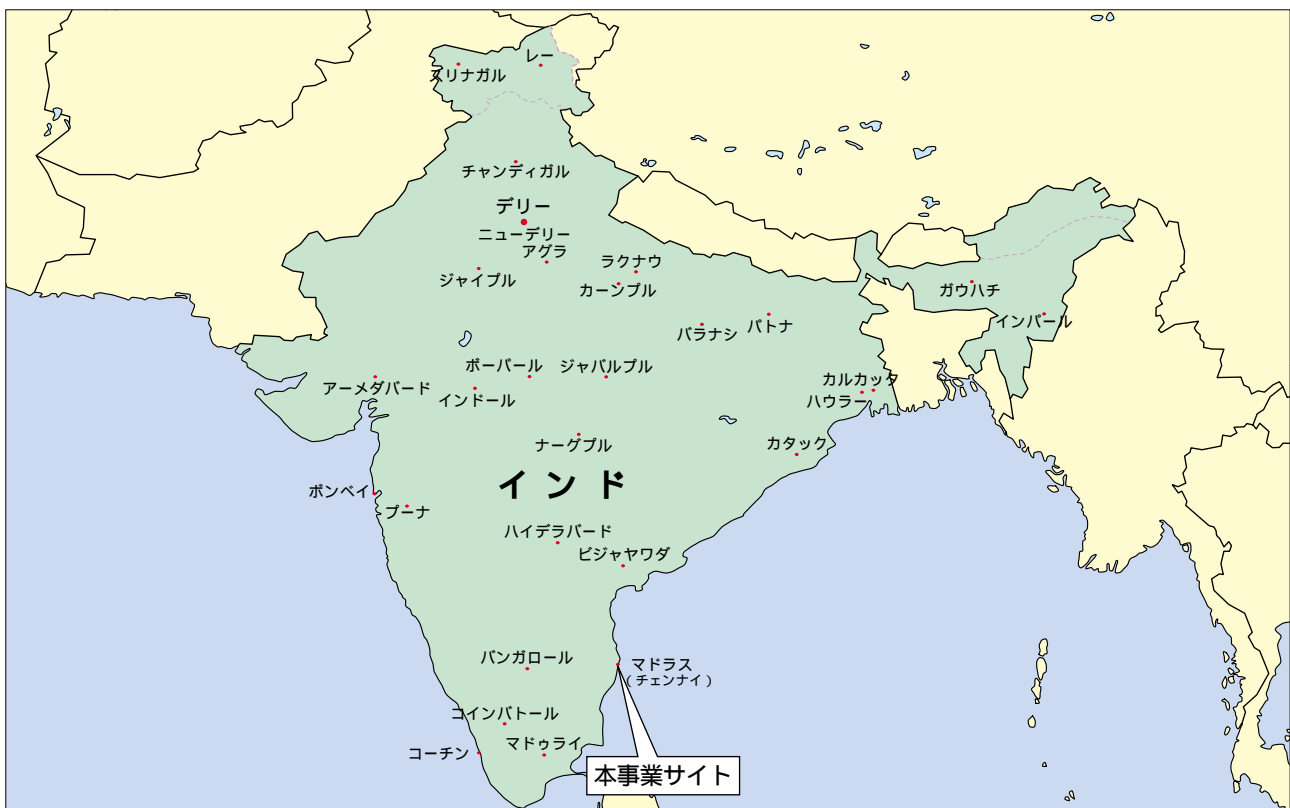 レー
スリナガル
チャンディガル
デリー
ニューデリー
アグラ
ラクナウ
ジャイプル
カーンプル
ガウハチ
インパール
バラナシ
パトナ
ボーパール
ジャバルプル
アーメダバード
インドール
カルカッタ
ハウラー
ナーグプル
カタック
インド
ボンベイ
プーナ
ハイデラバード
ビジャヤワダ
バンガロール
マドラス
(チェンナイ)
コインバトール
コーチン
マドゥライ
本事業サイト